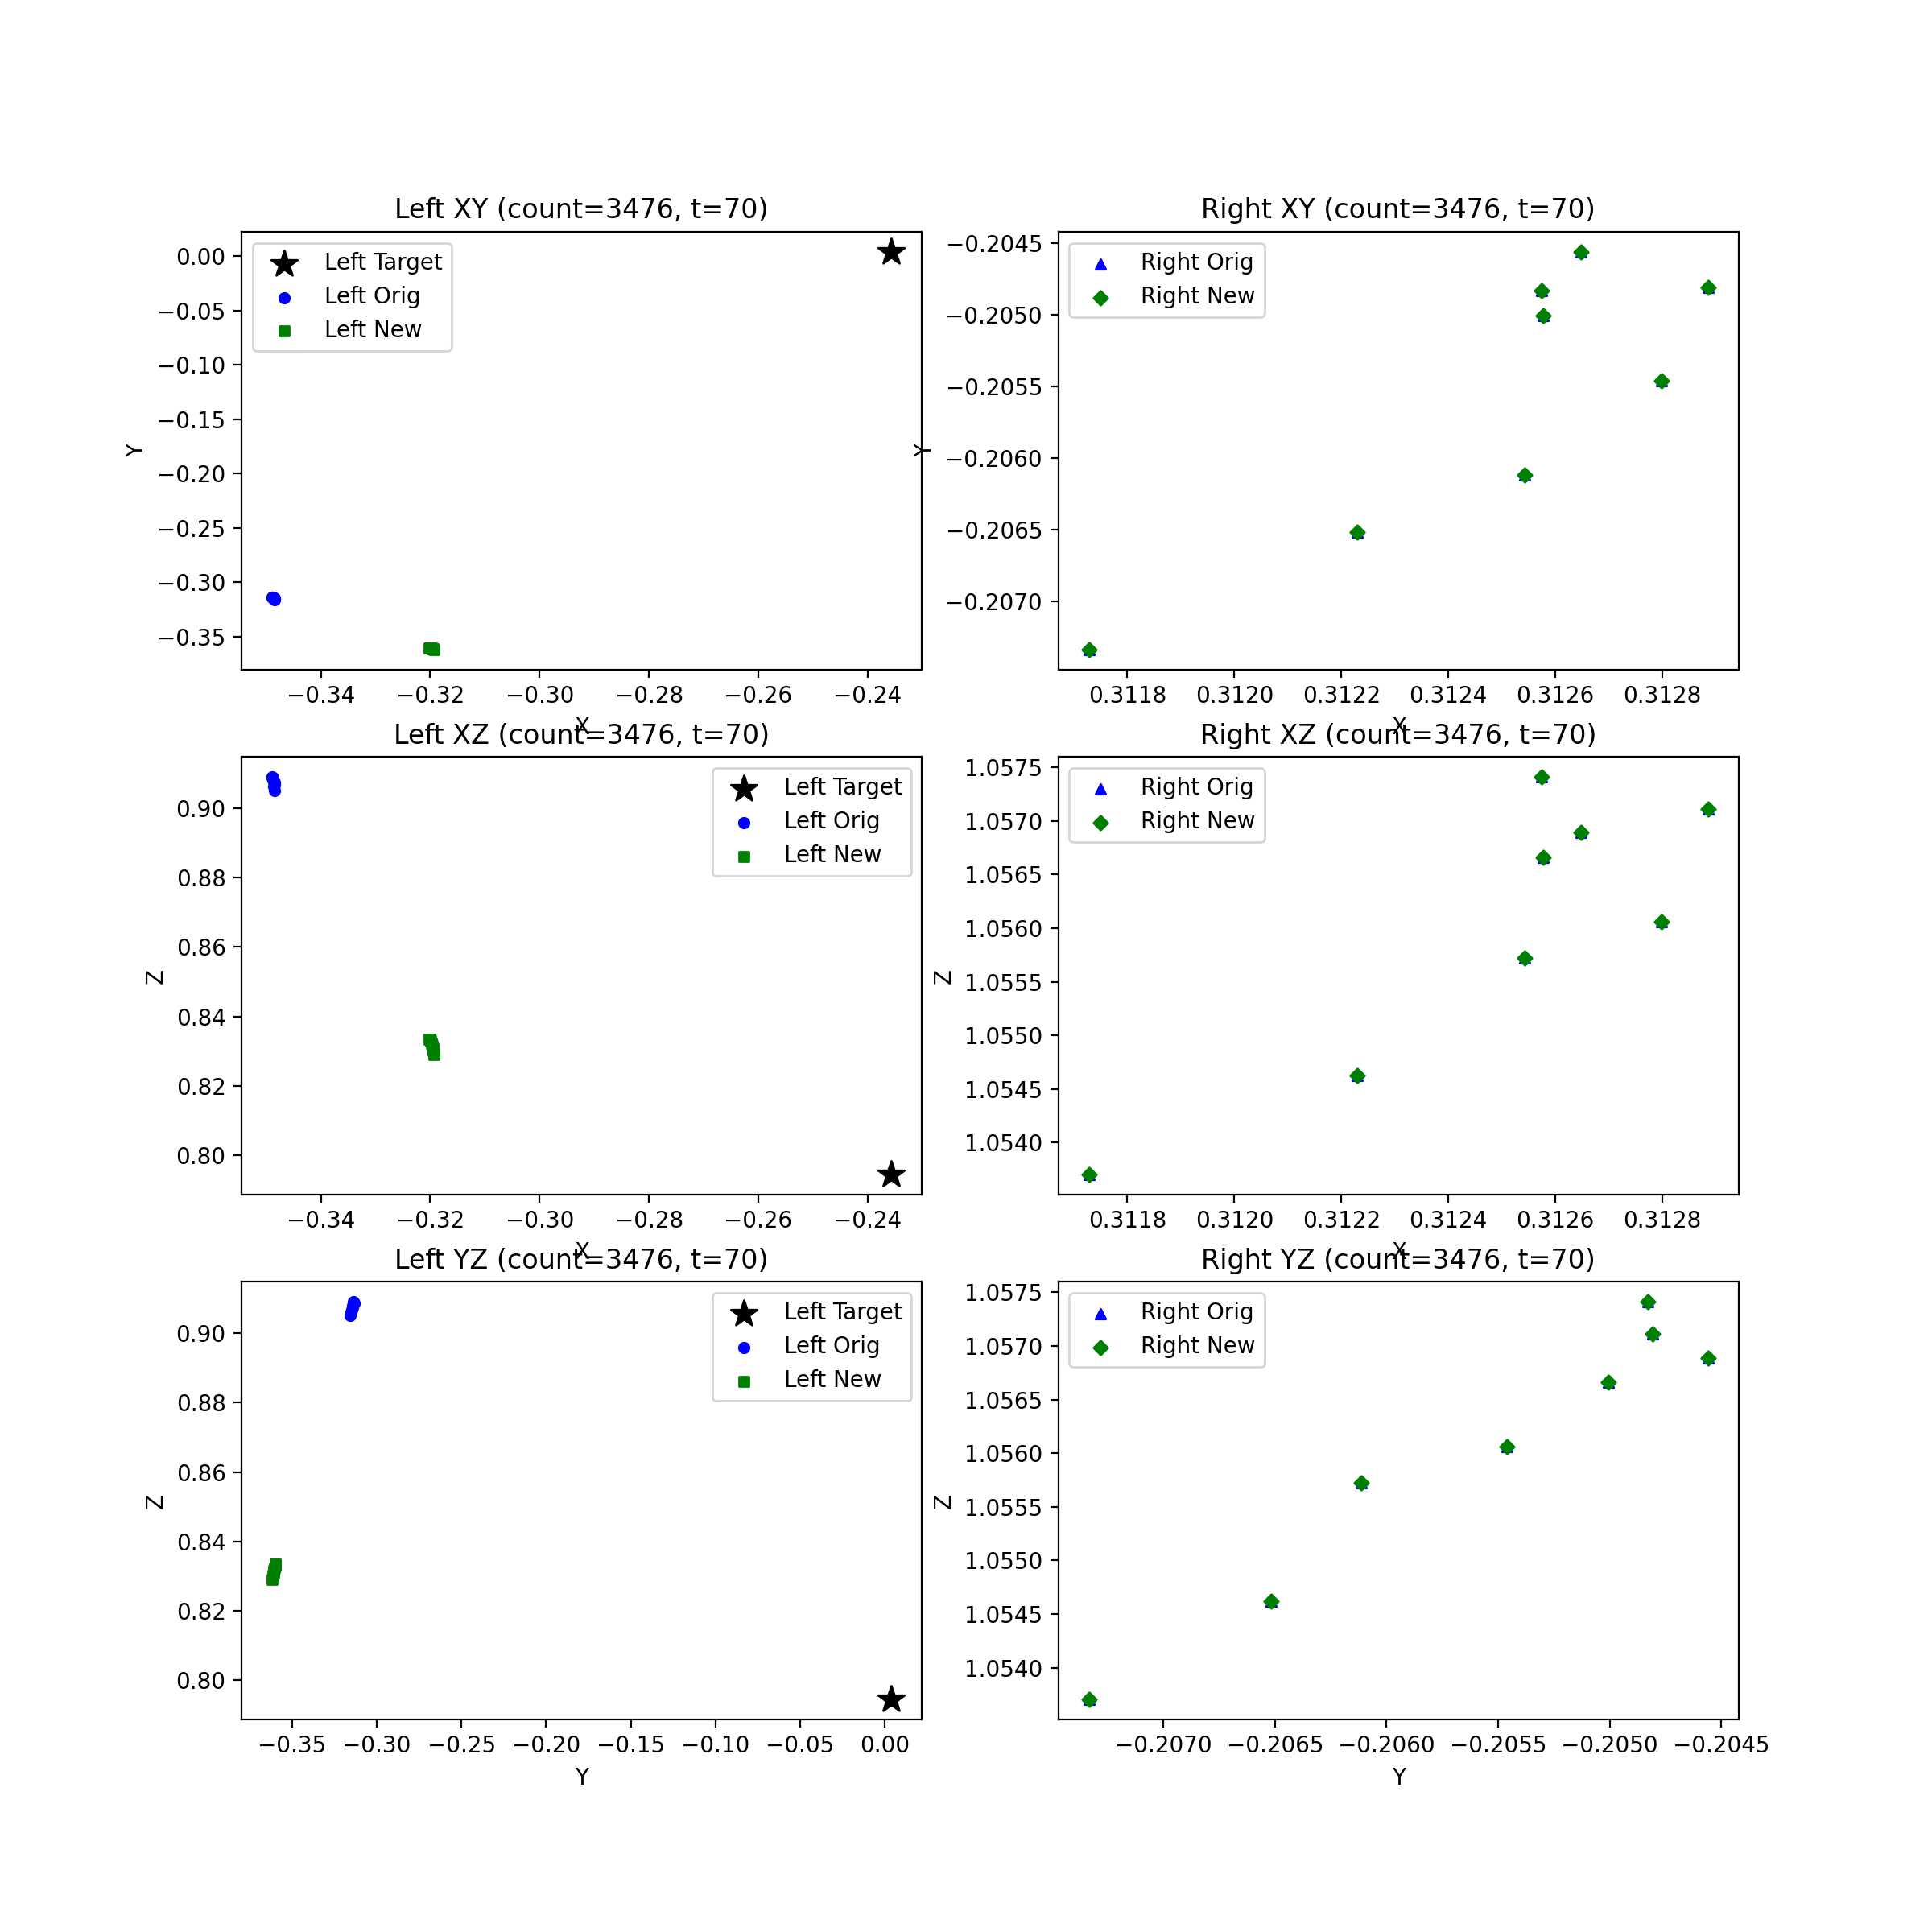 Left XY (count=3476, t=70)
Left Target
Left Orig
Left New
0.00
−0.05
−0.10
−0.15
−0.20
−0.25
−0.30
−0.35
Y
−0.34 −0.32 −0.30 −0.28 −0.26 −0.24
X
Right XY (count=3476, t=70)
Right Orig
Right New
−0.2045
−0.2050
−0.2055
−0.2060
−0.2065
−0.2070
Y
0.3118 0.3120 0.3122 0.3124 0.3126 0.3128
X
Left XZ (count=3476, t=70)
Left Target
Left Orig
Left New
0.90
0.88
0.86
0.84
0.82
0.80
Z
−0.34 −0.32 −0.30 −0.28 −0.26 −0.24
X
Right XZ (count=3476, t=70)
Right Orig
Right New
1.0575
1.0570
1.0565
1.0560
1.0555
1.0550
1.0545
1.0540
Z
0.3118 0.3120 0.3122 0.3124 0.3126 0.3128
X
Left YZ (count=3476, t=70)
Left Target
Left Orig
Left New
0.90
0.88
0.86
0.84
0.82
0.80
Z
−0.35 −0.30 −0.25 −0.20 −0.15 −0.10 −0.05 0.00
Y
Right YZ (count=3476, t=70)
Right Orig
Right New
1.0575
1.0570
1.0565
1.0560
1.0555
1.0550
1.0545
1.0540
Z
−0.2070 −0.2065 −0.2060 −0.2055 −0.2050 −0.2045
Y